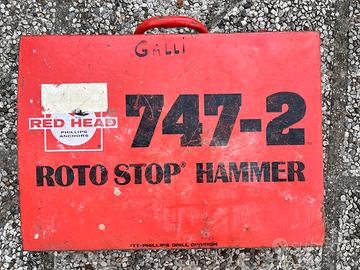 GALLI
RED HEAD
PHILLIPS
ANCHORS
747-2
ROTO STOP® HAMMER
ITT-PHILLIPS DRILL DIVISION